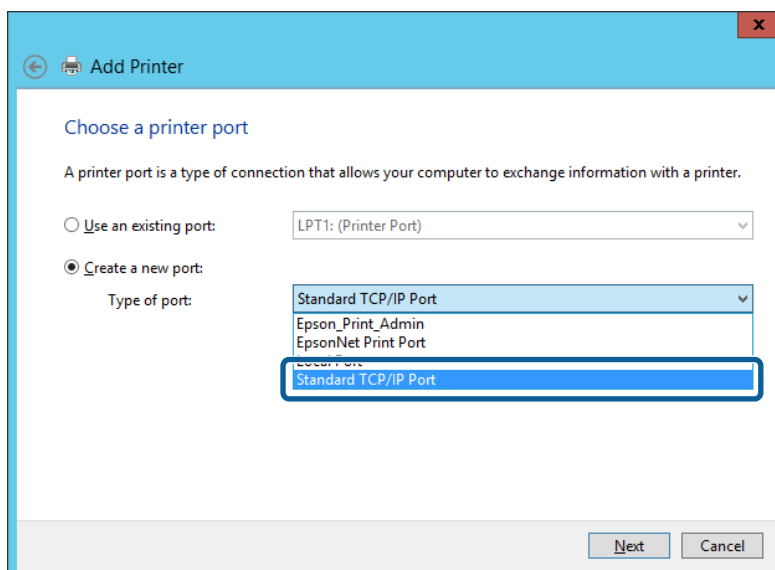 x
Add Printer
Choose a printer port
A printer port is a type of connection that allows your computer to exchange information with a printer.
Use an existing port: LPT1: (Printer Port)
Create a new port:
Type of port: Standard TCP/IP Port
Epson_Print_Admin
EpsonNet Print Port
Local Port
Standard TCP/IP Port
Next Cancel